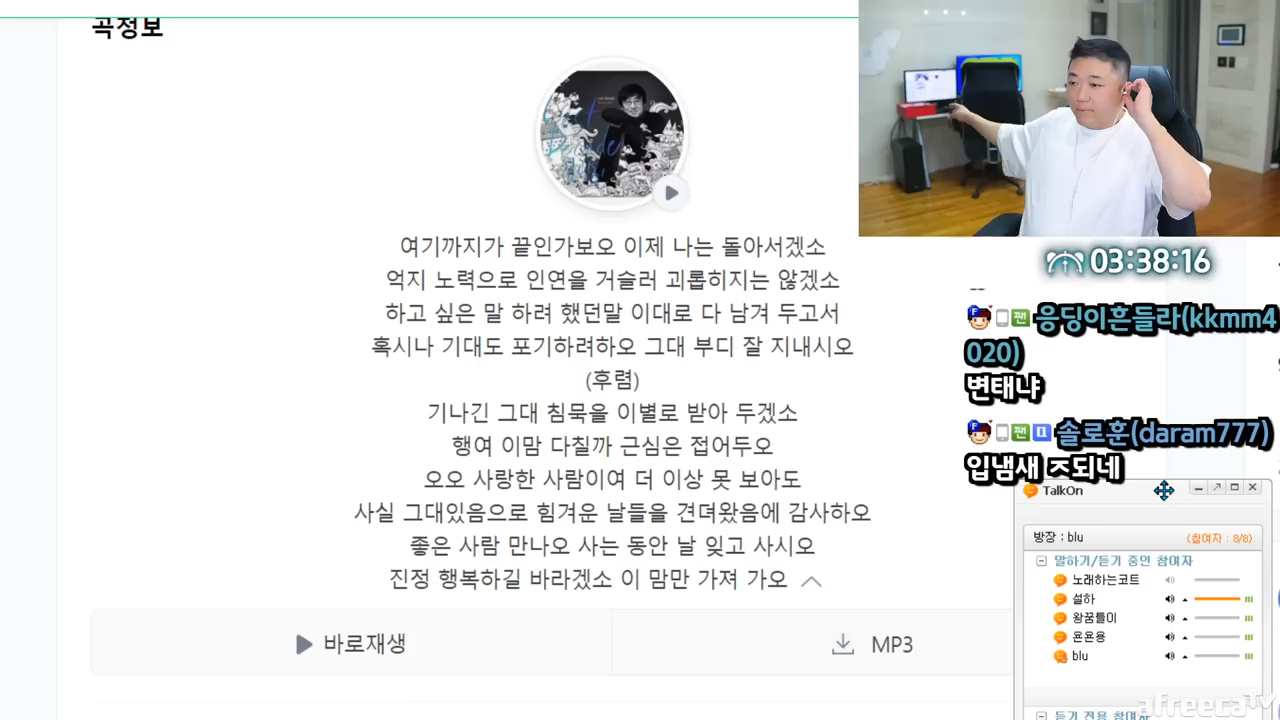 곡정보
여기까지가 끝인가보오 이제 나는 돌아서겠소
억지 노력으로 인연을 거슬러 괴롭히지는 않겠소
하고 싶은 말 하려 했던말 이대로 다 남겨 두고서
혹시나 기대도 포기하려하오 그대 부디 잘 지내시오
(후렴)
기나긴 그대 침묵을 이별로 받아 두겠소
행여 이맘 다칠까 근심은 접어두오
오오 사랑한 사람이여 더 이상 못 보아도
사실 그대있음으로 힘겨운 날들을 견뎌왔음에 감사하오
좋은 사람 만나오 사는 동안 날 잊고 사시오
진정 행복하길 바라겠소 이 맘만 가져 가오
바로재생
MP3
03:38:16
팬 응딩이흔들라(kkmm4
020)
변태냐
팬 솔로훈(daram777)
입냄새 ㅈ되네
TalkOn
방장 : blu (참여자 : 8/8)
말하기/듣기 중인 참여자
노래하는코트
설하
왕꿈틀이
욘욘용
blu
듣기 전용 참여자
afreecaTV